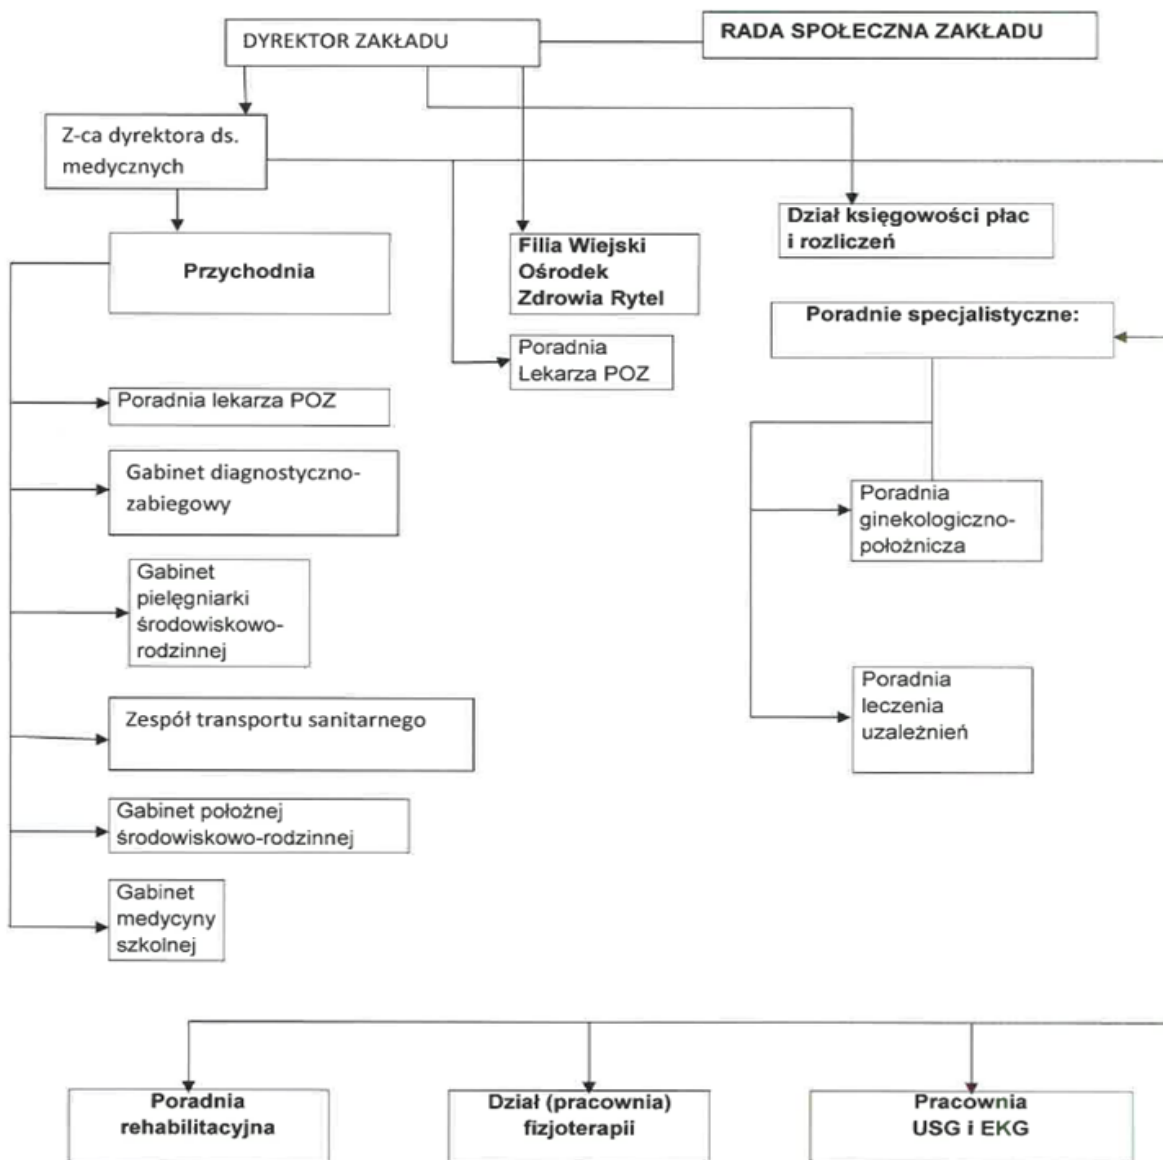 DYREKTOR ZAKŁADU
RADA SPOŁECZNA ZAKŁADU
Z-ca dyrektora ds.
medycznych
Przychodnia
Filia Wiejski
Ośrodek
Zdrowia Rytel
Dział księgowości płac
i rozliczeń
Poradnia
Lekarza POZ
Poradnie specjalistyczne:
Poradnia lekarza POZ
Gabinet diagnostyczno-
zabiegowy
Gabinet
pielęgniarki
środowiskowo-
rodzinnej
Zespół transportu sanitarnego
Gabinet położnej
środowiskowo-rodzinnej
Gabinet
medycyny
szkolnej
Poradnia
ginekologiczno-
położnicza
Poradnia
leczenia
uzależnień
Poradnia
rehabilitacyjna
Dział (pracownia)
fizjoterapii
Pracownia
USG i EKG